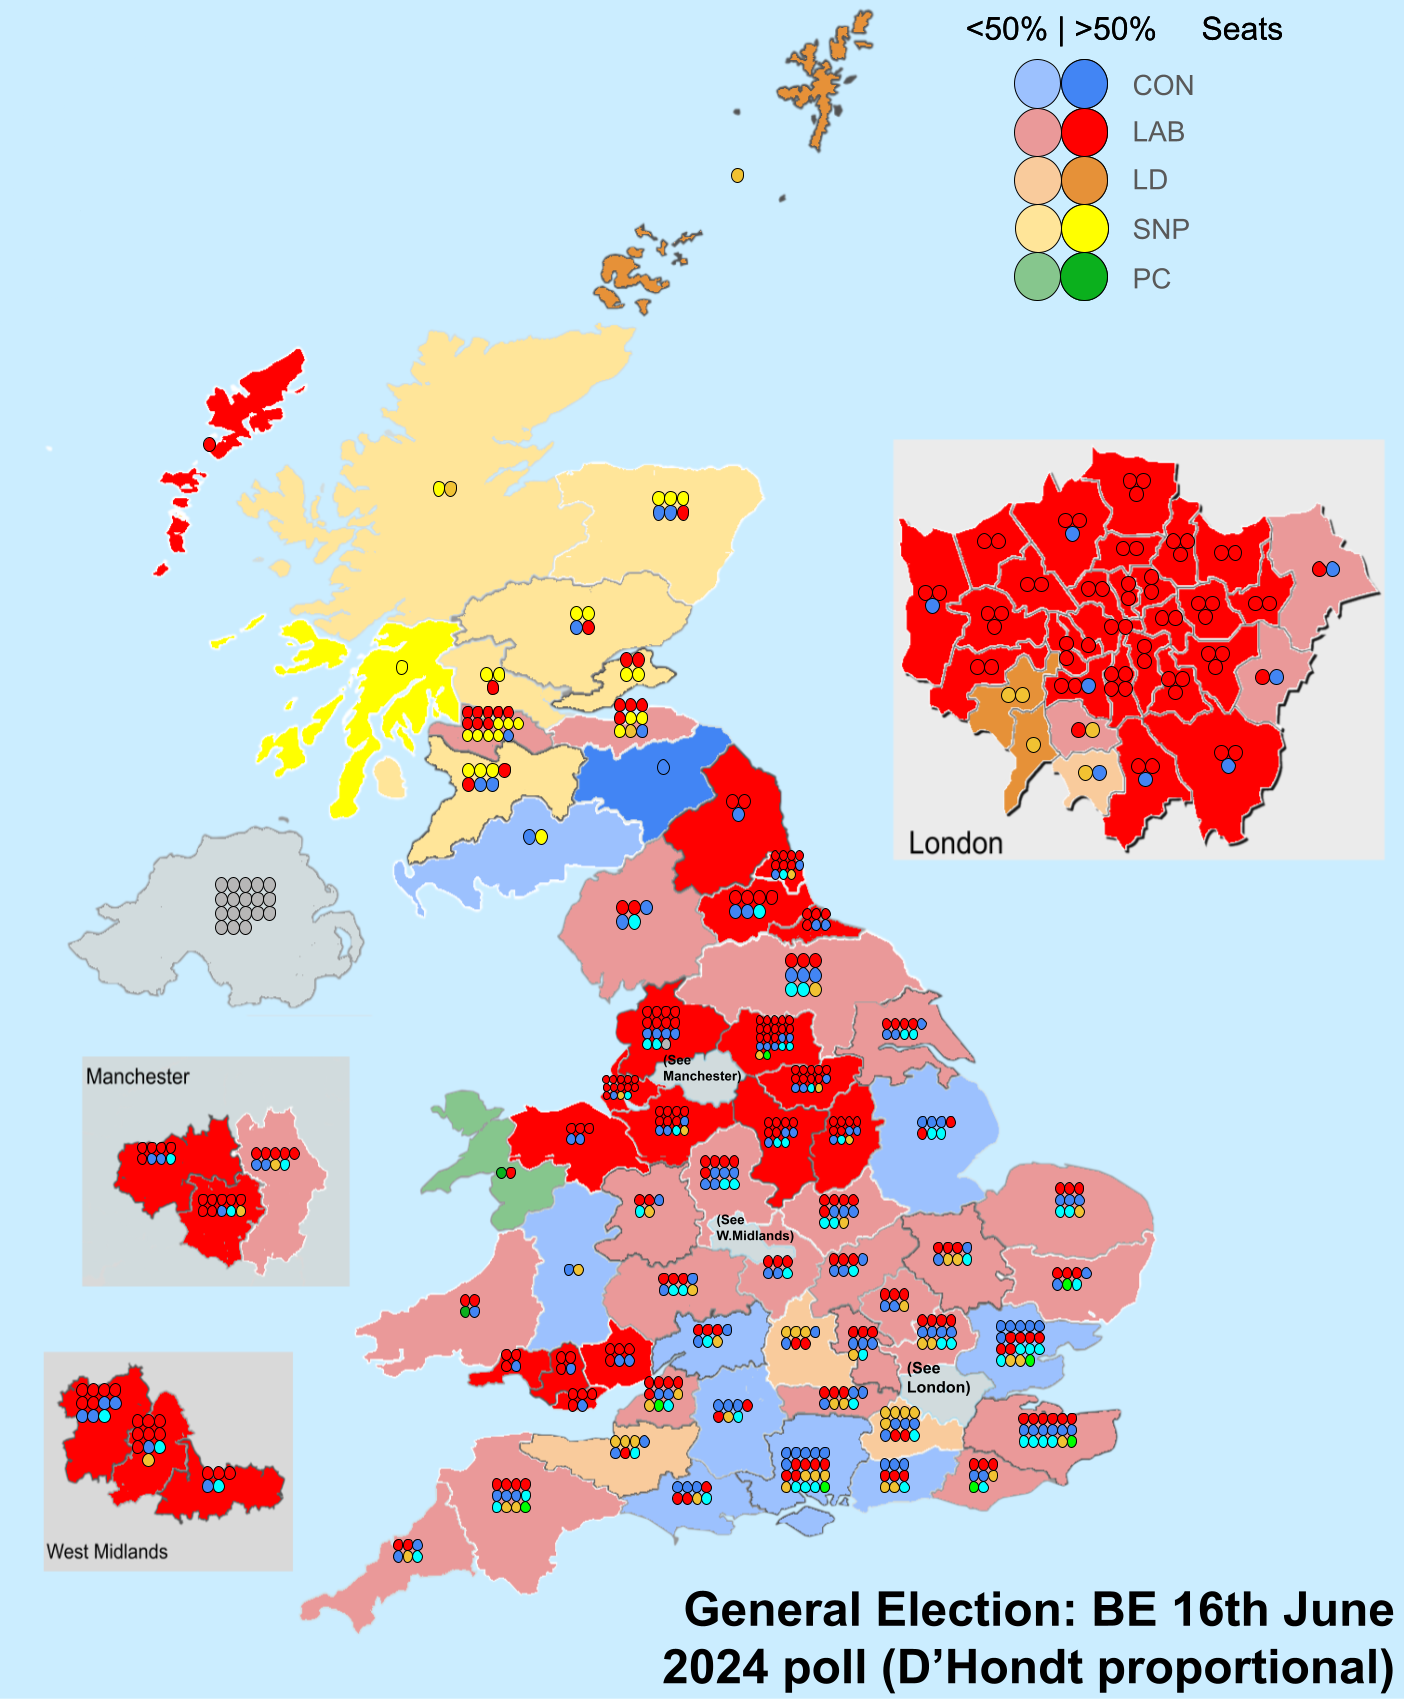 <50% | >50% Seats
CON
LAB
LD
SNP
PC
London
(See
Manchester)
Manchester
(See
W.Midlands)
(See
London)
West Midlands
General Election: BE 16th June
2024 poll (D’Hondt proportional)